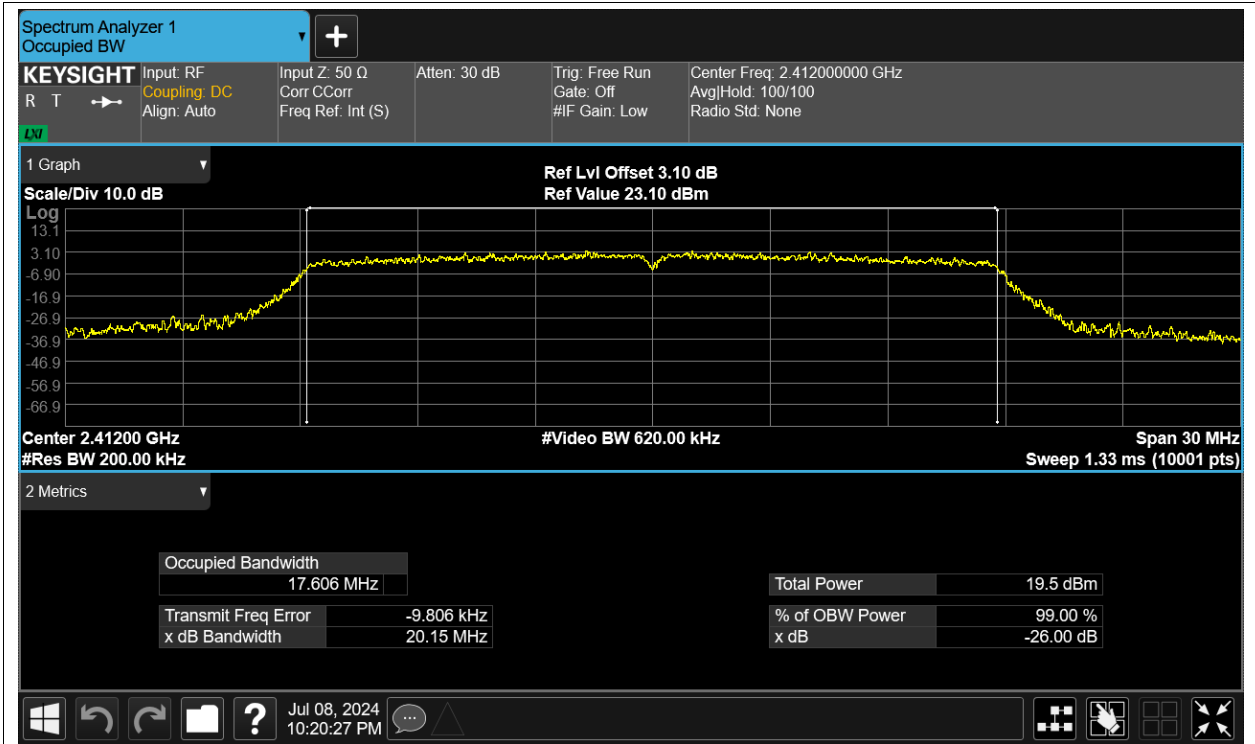 Spectrum Analyzer 1
Occupied BW
KEYSIGHT
R T
LXI
Input: RF
Coupling: DC
Align: Auto
Input Z: 50 Ω
Corr CCorr
Freq Ref: Int (S)
Atten: 30 dB
Trig: Free Run
Gate: Off
#IF Gain: Low
Center Freq: 2.412000000 GHz
Avg|Hold: 100/100
Radio Std: None
1 Graph
Scale/Div 10.0 dB
Ref Lvl Offset 3.10 dB
Ref Value 23.10 dBm
Log
13.1
3.10
-6.90
-16.9
-26.9
-36.9
-46.9
-56.9
-66.9
Center 2.41200 GHz
#Res BW 200.00 kHz
#Video BW 620.00 kHz
Span 30 MHz
Sweep 1.33 ms (10001 pts)
2 Metrics
Occupied Bandwidth
17.606 MHz
Transmit Freq Error -9.806 kHz
x dB Bandwidth 20.15 MHz
Total Power 19.5 dBm
% of OBW Power 99.00 %
x dB -26.00 dB
?
Jul 08, 2024
10:20:27 PM